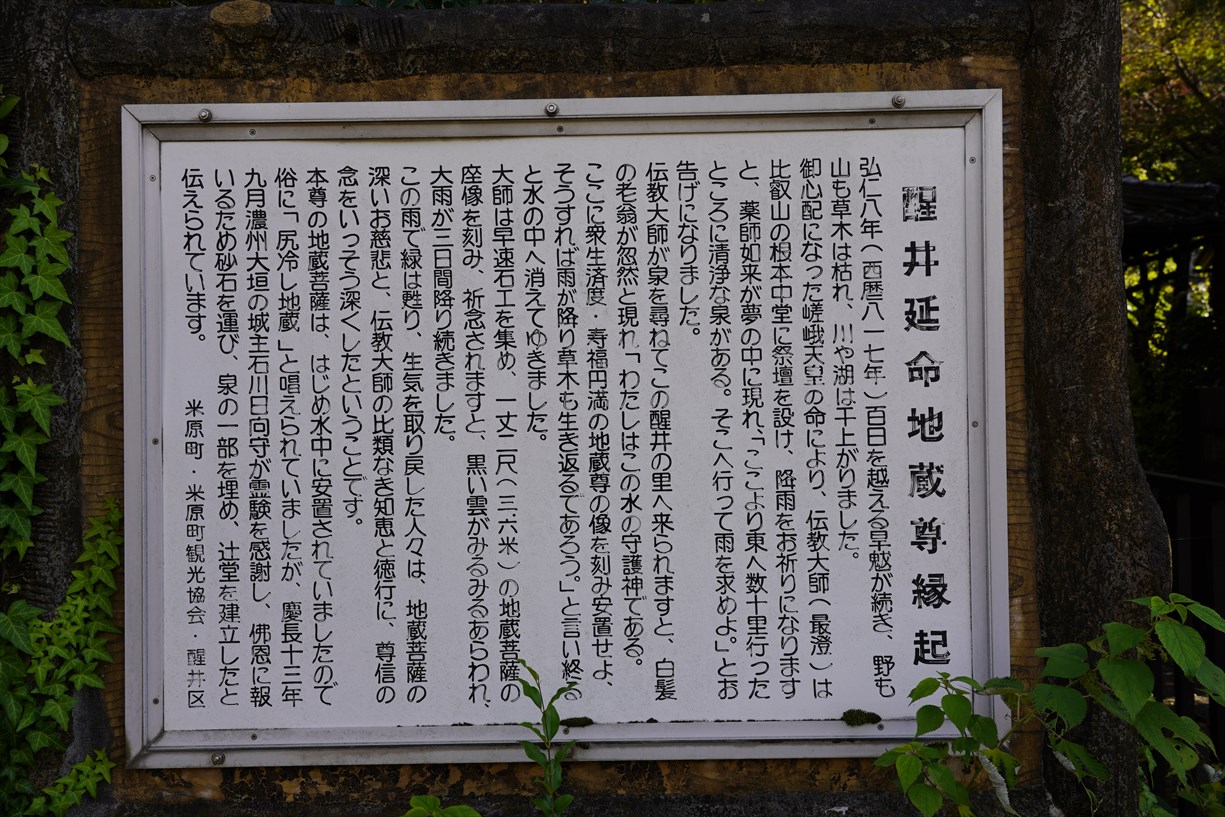 醒井延命地蔵尊縁起
弘仁八年(西暦八一七年)百日を越える旱魃が続き、野も
山も草木は枯れ、川や湖は干上がりました。
御心配になった嵯峨天皇の命により、伝教大師(最澄)は
比叡山の根本中堂に祭壇を設け、降雨をお祈りになります
と、薬師如来が夢の中に現れ、「ここより東へ数十里行った
ところに清浄な泉がある。そこへ行って雨を求めよ。」とお
告げになりました。
伝教大師が泉を尋ねてこの醒井の里へ来られますと、白髪
の老翁が忽然と現れ「わたしはこの水の守護神である。
ここに衆生済度・寿福円満の地蔵尊の像を刻み安置せよ、
そうすれば雨が降り草木も生き返るであろう。」と言い終る
と水の中へ消えてゆきました。
大師は早速石工を集め、一丈二尺(三.六米)の地蔵菩薩の
座像を刻み、祈念されますと、黒い雲がみるみるあらわれ、
大雨が三日間降り続きました。
この雨で緑は甦り、生気を取り戻した人々は、地蔵菩薩の
深いお慈悲と、伝教大師の比類なき知恵と徳行に、尊信の
念をいっそう深くしたということです。
本尊の地蔵菩薩は、はじめ水中に安置されていましたので
俗に「尻冷し地蔵」と唱えられていましたが、慶長十三年
九月濃州大垣の城主石川日向守が霊験を感謝し、佛恩に報
いるため砂石を運び、泉の一部を埋め、辻堂を建立したと
伝えられています。
米原町・米原町観光協会・醒井区